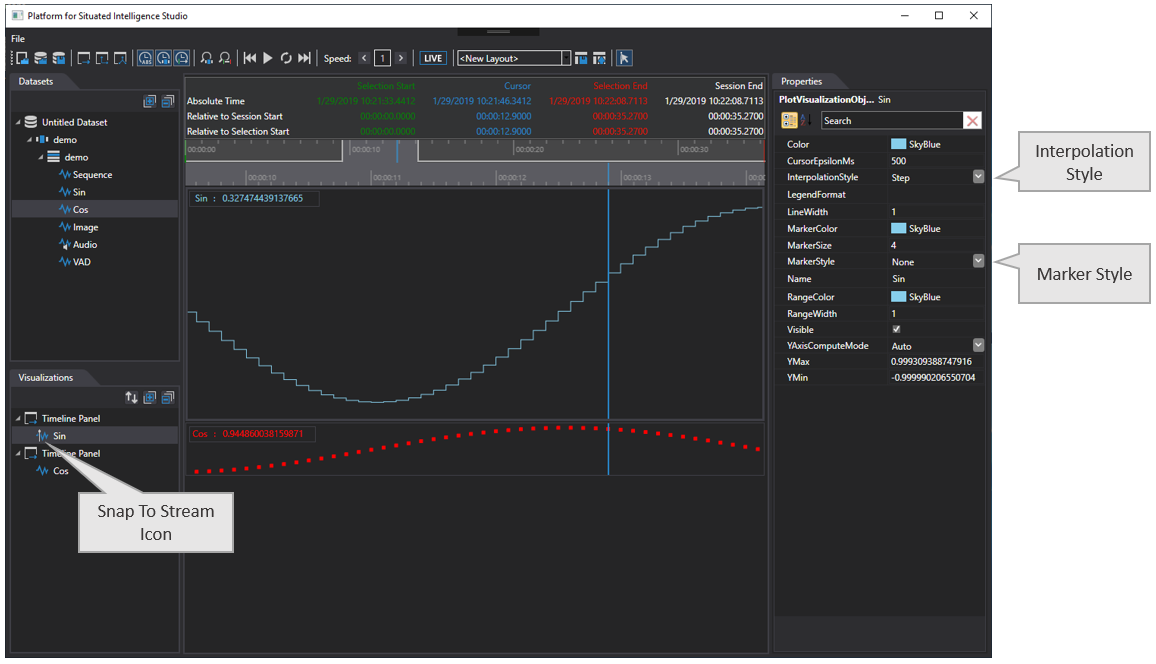 Platform for Situated Intelligence Studio
File
Speed: 1 LIVE <New Layout>
Datasets
Untitled Dataset
demo
demo
Sequence
Sin
Cos
Image
Audio
VAD
Visualizations
Timeline Panel
Sin
Timeline Panel
Cos
Snap To Stream
Icon
Selection Start Cursor Selection End Session End
Absolute Time 1/29/2019 10:21:33.4412 1/29/2019 10:21:46.3412 1/29/2019 10:22:08.7113 1/29/2019 10:22:08.7113
Relative to Session Start 00:00:00.0000 00:00:12.9000 00:00:35.2700 00:00:35.2700
Relative to Selection Start 00:00:00.0000 00:00:12.9000 00:00:35.2700 00:00:35.2700
00:00:00 00:00:10 00:00:20 00:00:30
00:00:10 00:00:11 00:00:12 00:00:13
Sin : 0.327474439137665
Cos : 0.944860038159871
Properties
PlotVisualizationObj... Sin
Search
Color SkyBlue
CursorEpsilonMs 500
InterpolationStyle Step
LegendFormat
LineWidth 1
MarkerColor SkyBlue
MarkerSize 4
MarkerStyle None
Name Sin
RangeColor SkyBlue
RangeWidth 1
Visible
YAxisComputeMode Auto
YMax 0.999309388747916
YMin -0.999990206550704
Interpolation
Style
Marker Style